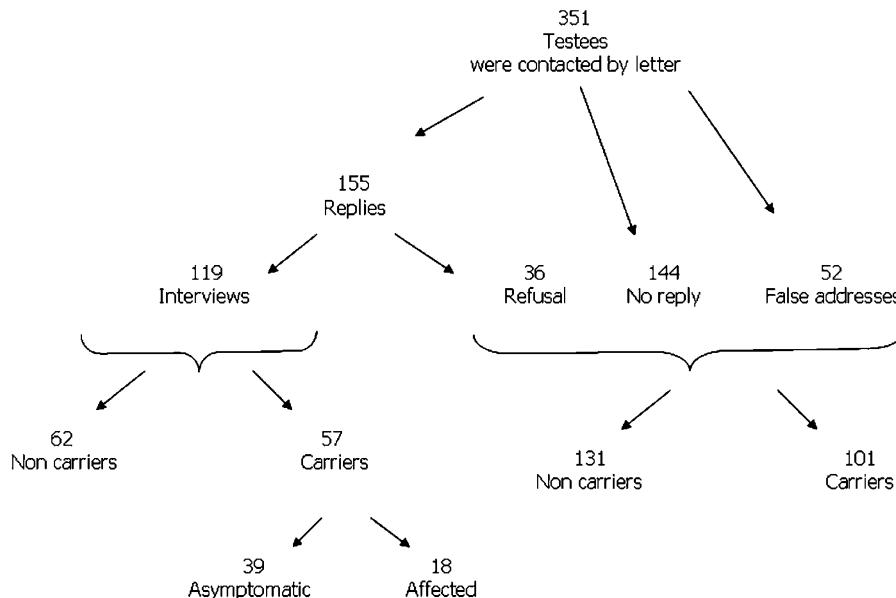 351
Testees
were contacted by letter
155
Replies
119
Interviews
36
Refusal
144
No reply
52
False addresses
62
Non carriers
57
Carriers
131
Non carriers
101
Carriers
39
Asymptomatic
18
Affected